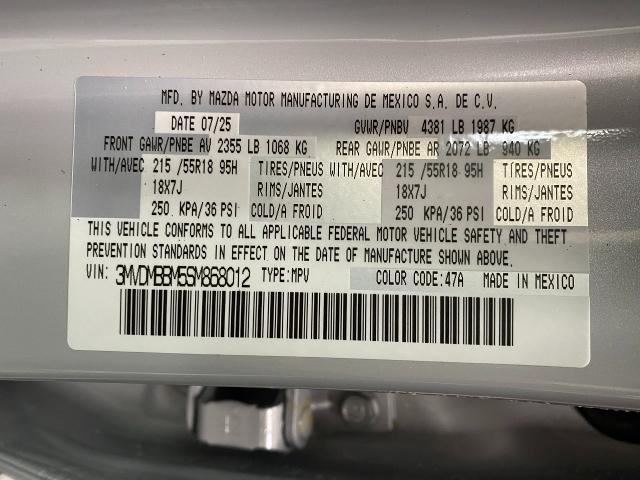 MFD. BY MAZDA MOTOR MANUFACTURING DE MEXICO S.A. DE C.V.
DATE 07/25 GVWR/PNBV 4381 LB 1987 KG
FRONT GAWR/PNBE AV 2355 LB 1068 KG REAR GAWR/PNBE AR 2072 LB 940 KG
WITH/AVEC 215 /55R18 95H TIRES/PNEUS WITH/AVEC 215 /55R18 95H TIRES/PNEUS
18X7J RIMS/JANTES 18X7J RIMS/JANTES
250 KPA/36 PSI COLD/A FROID 250 KPA/36 PSI COLD/A FROID
THIS VEHICLE CONFORMS TO ALL APPLICABLE FEDERAL MOTOR VEHICLE SAFETY AND THEFT
PREVENTION STANDARDS IN EFFECT ON THE DATE OF MANUFACTURE SHOWN ABOVE.
VIN: 3MVDMBBM5SM868012 TYPE:MPV COLOR CODE:47A MADE IN MEXICO